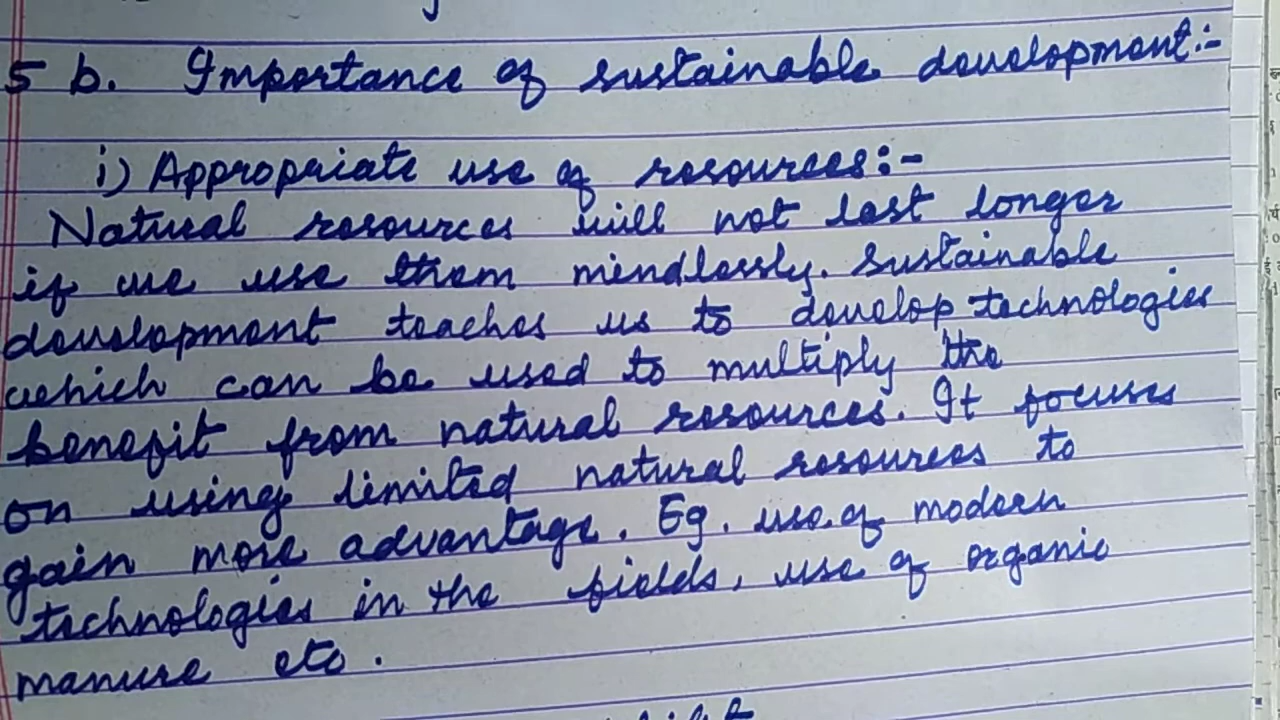 5 b. Importance of sustainable development:-
i) Appropriate use of resources:-
Natural resources will not last longer
if we use them mindlessly. Sustainable
development teaches us to develop technologies
which can be used to multiply the
benefit from natural resources. It focuses
on using limited natural resources to
gain more advantage. Eg. use of modern
technologies in the fields, use of organic
manure etc.